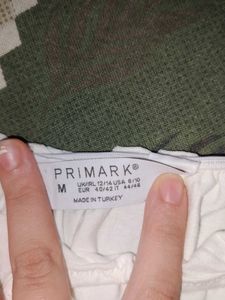 PRIMARK®
M
UK/IRL 12/14 USA 8/10
EUR 40/42 IT 44/46
MADE IN TURKEY